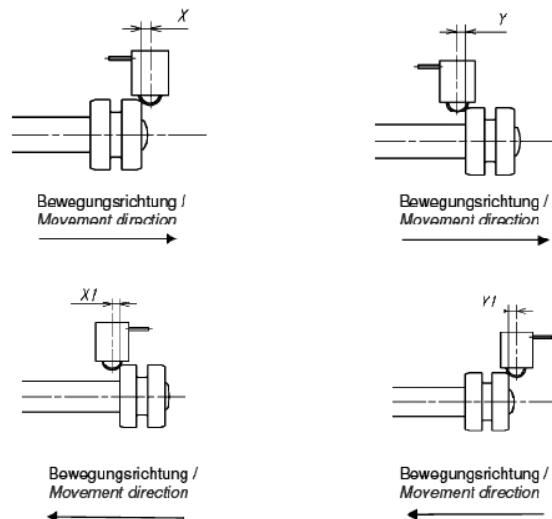 X
Y
Bewegungsrichtung /
Movement direction
Bewegungsrichtung /
Movement direction
X1
Y1
Bewegungsrichtung /
Movement direction
Bewegungsrichtung /
Movement direction